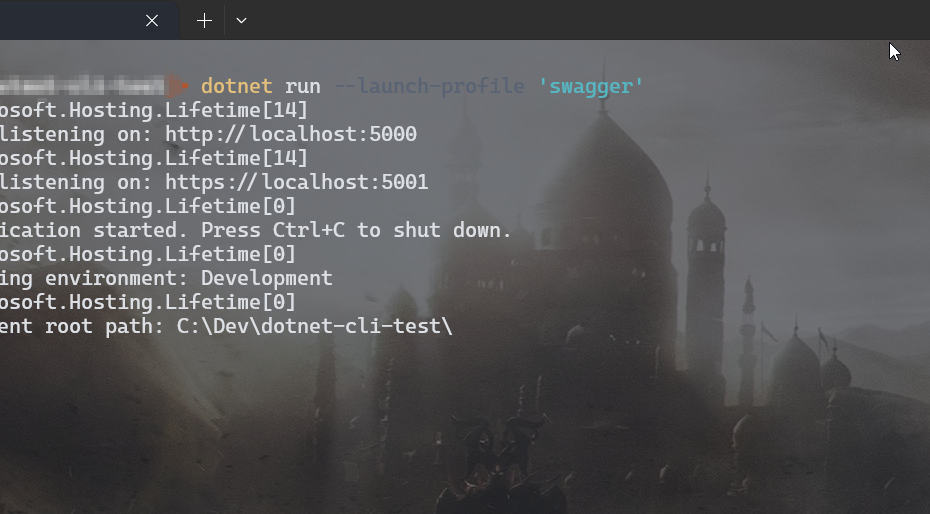 dotnet run --launch-profile 'swagger'
osoft.Hosting.Lifetime[14]
listening on: http://localhost:5000
osoft.Hosting.Lifetime[14]
listening on: https://localhost:5001
osoft.Hosting.Lifetime[0]
ication started. Press Ctrl+C to shut down.
osoft.Hosting.Lifetime[0]
ing environment: Development
osoft.Hosting.Lifetime[0]
ent root path: C:\Dev\dotnet-cli-test\